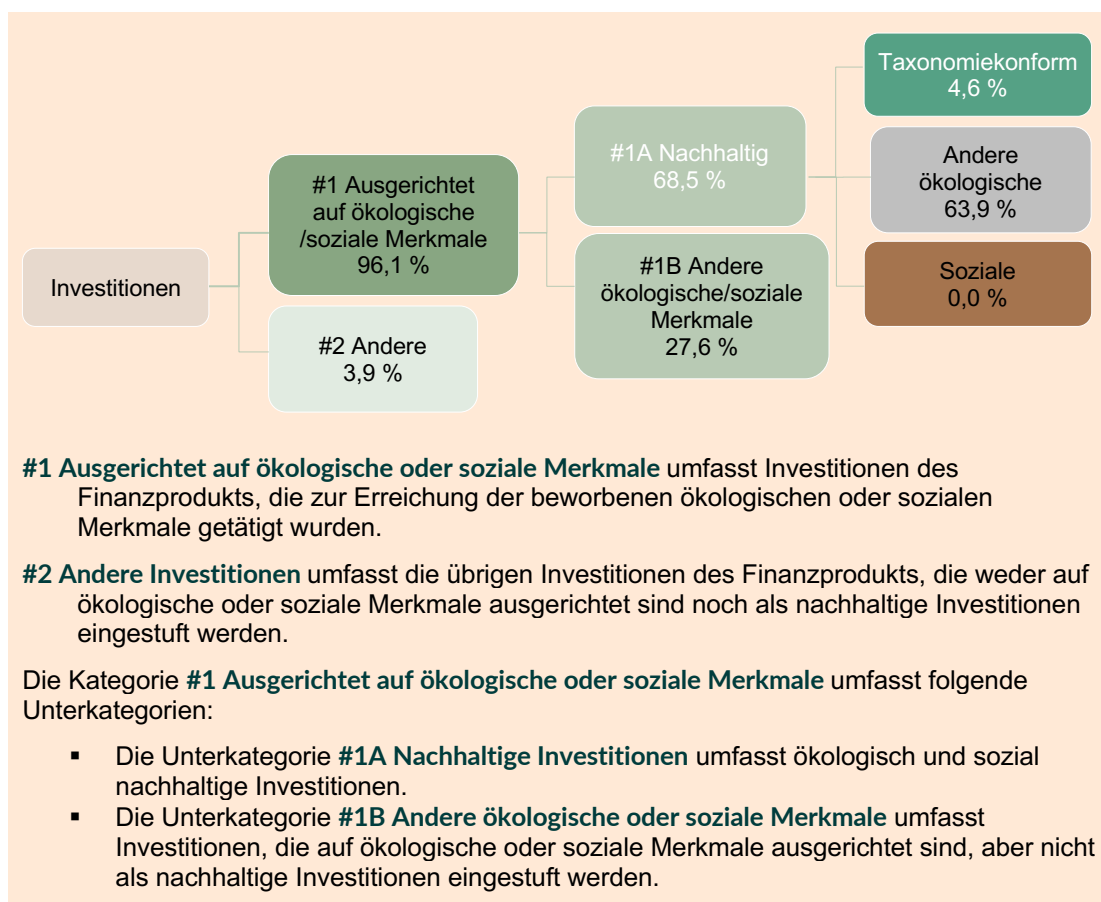 Investitionen
#1 Ausgerichtet
auf ökologische
/soziale Merkmale
96,1 %
#2 Andere
3,9 %
#1A Nachhaltig
68,5 %
#1B Andere
ökologische/soziale
Merkmale
27,6 %
Taxonomiekonform
4,6 %
Andere
ökologische
63,9 %
Soziale
0,0 %
#1 Ausgerichtet auf ökologische oder soziale Merkmale umfasst Investitionen des
Finanzprodukts, die zur Erreichung der beworbenen ökologischen oder sozialen
Merkmale getätigt wurden.
#2 Andere Investitionen umfasst die übrigen Investitionen des Finanzprodukts, die weder auf
ökologische oder soziale Merkmale ausgerichtet sind noch als nachhaltige Investitionen
eingestuft werden.
Die Kategorie #1 Ausgerichtet auf ökologische oder soziale Merkmale umfasst folgende
Unterkategorien:
▪ Die Unterkategorie #1A Nachhaltige Investitionen umfasst ökologisch und sozial
nachhaltige Investitionen.
▪ Die Unterkategorie #1B Andere ökologische oder soziale Merkmale umfasst
Investitionen, die auf ökologische oder soziale Merkmale ausgerichtet sind, aber nicht
als nachhaltige Investitionen eingestuft werden.